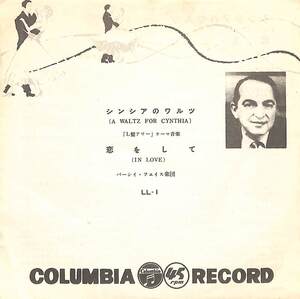 シンシアのワルツ
(A WALTZ FOR CYNTHIA)
「L盤アワー」テーマ音楽
恋をして
(IN LOVE)
パーシイ・フェイス楽団
LL-1
COLUMBIA 45 rpm RECORD